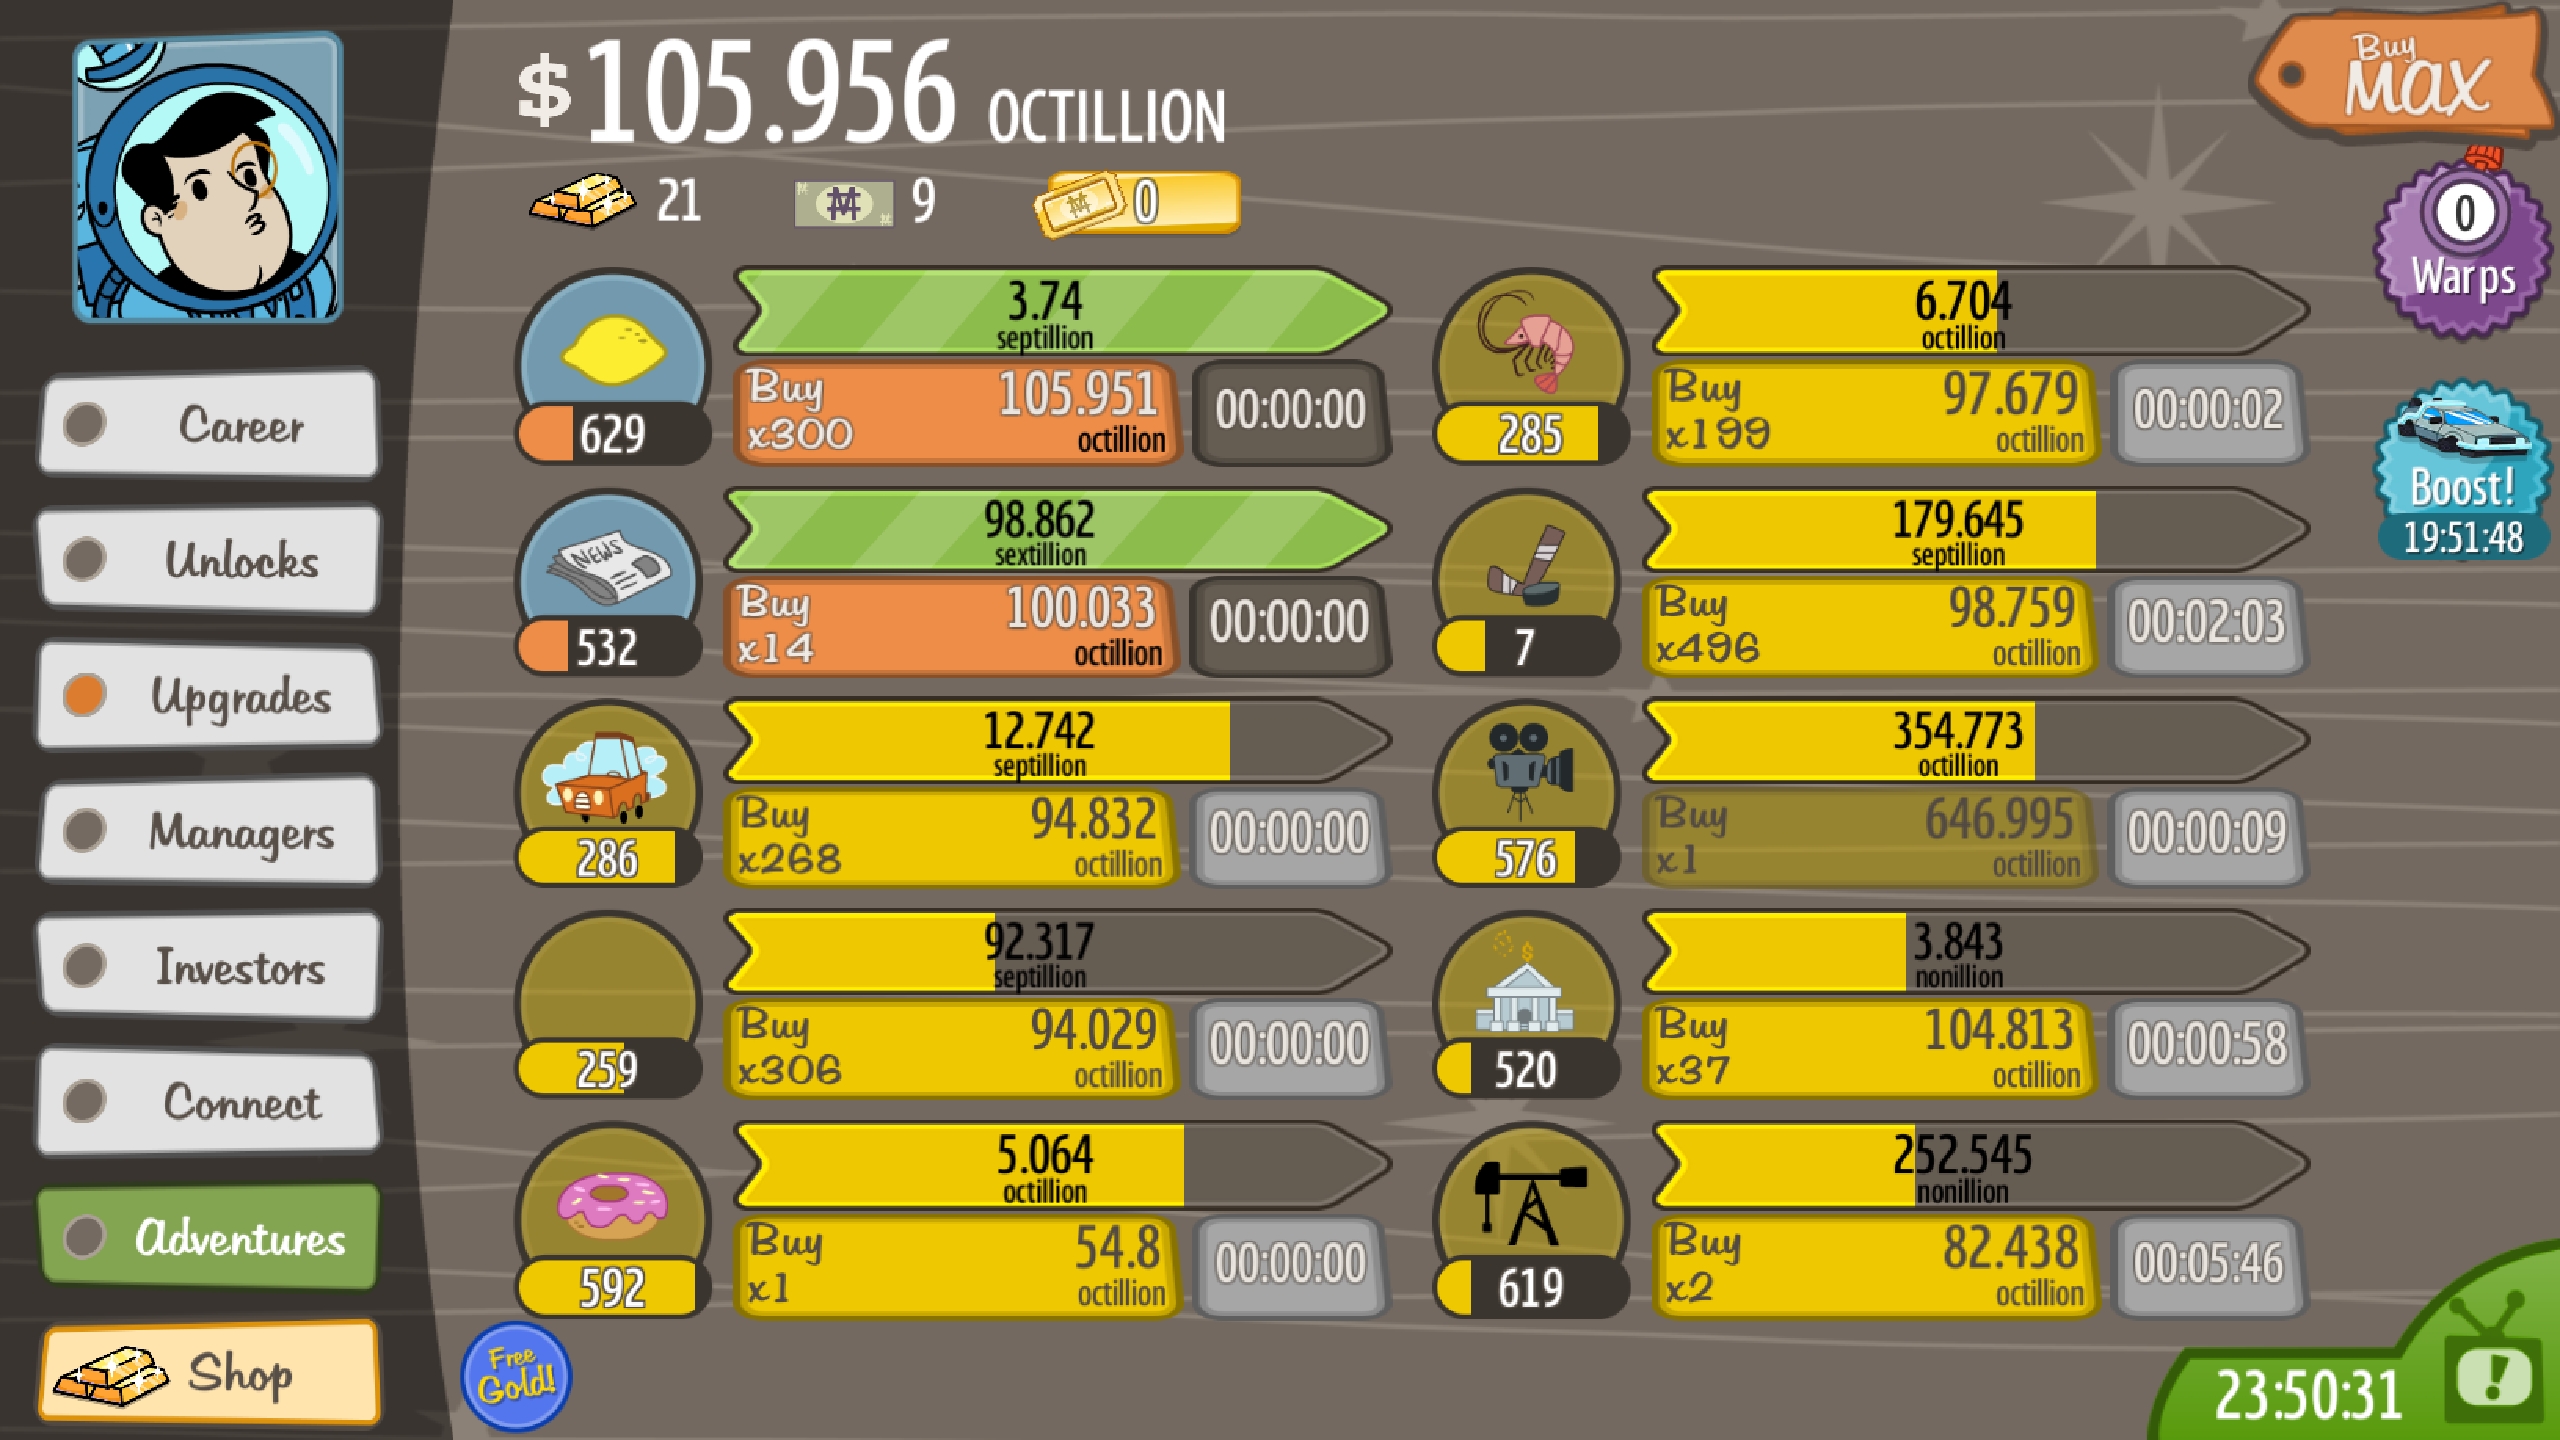 $105.956 OCTILLION
21
9
0
Buy
MAX
0
Warps
Boost!
19:51:48
Career
Unlocks
Upgrades
Managers
Investors
Connect
Adventures
Shop
3.74
septillion
629
Buy
x300
105.951
octillion
00:00:00
NEWS
98.862
sextillion
532
Buy
x14
100.033
octillion
00:00:00
12.742
septillion
286
Buy
x268
94.832
octillion
00:00:00
92.317
septillion
259
Buy
x306
94.029
octillion
00:00:00
5.064
octillion
592
Buy
x1
54.8
octillion
00:00:00
6.704
octillion
285
Buy
x199
97.679
octillion
00:00:02
179.645
septillion
7
Buy
x496
98.759
octillion
00:02:03
354.773
octillion
576
Buy
x1
646.995
octillion
00:00:09
$
3.843
nonillion
520
Buy
x37
104.813
octillion
00:00:58
252.545
nonillion
619
Buy
x2
82.438
octillion
00:05:46
Free
Gold!
23:50:31
!